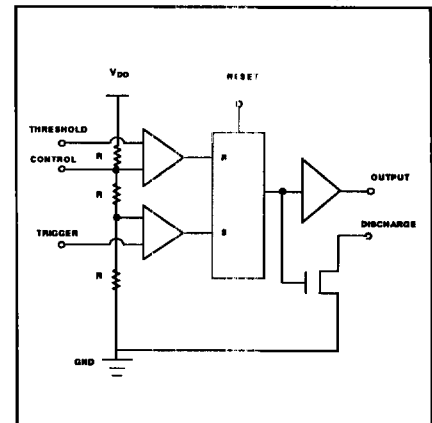 VDD
RESET
THRESHOLD
R
CONTROL
R
R
S
OUTPUT
DISCHARGE
TRIGGER
R
GND